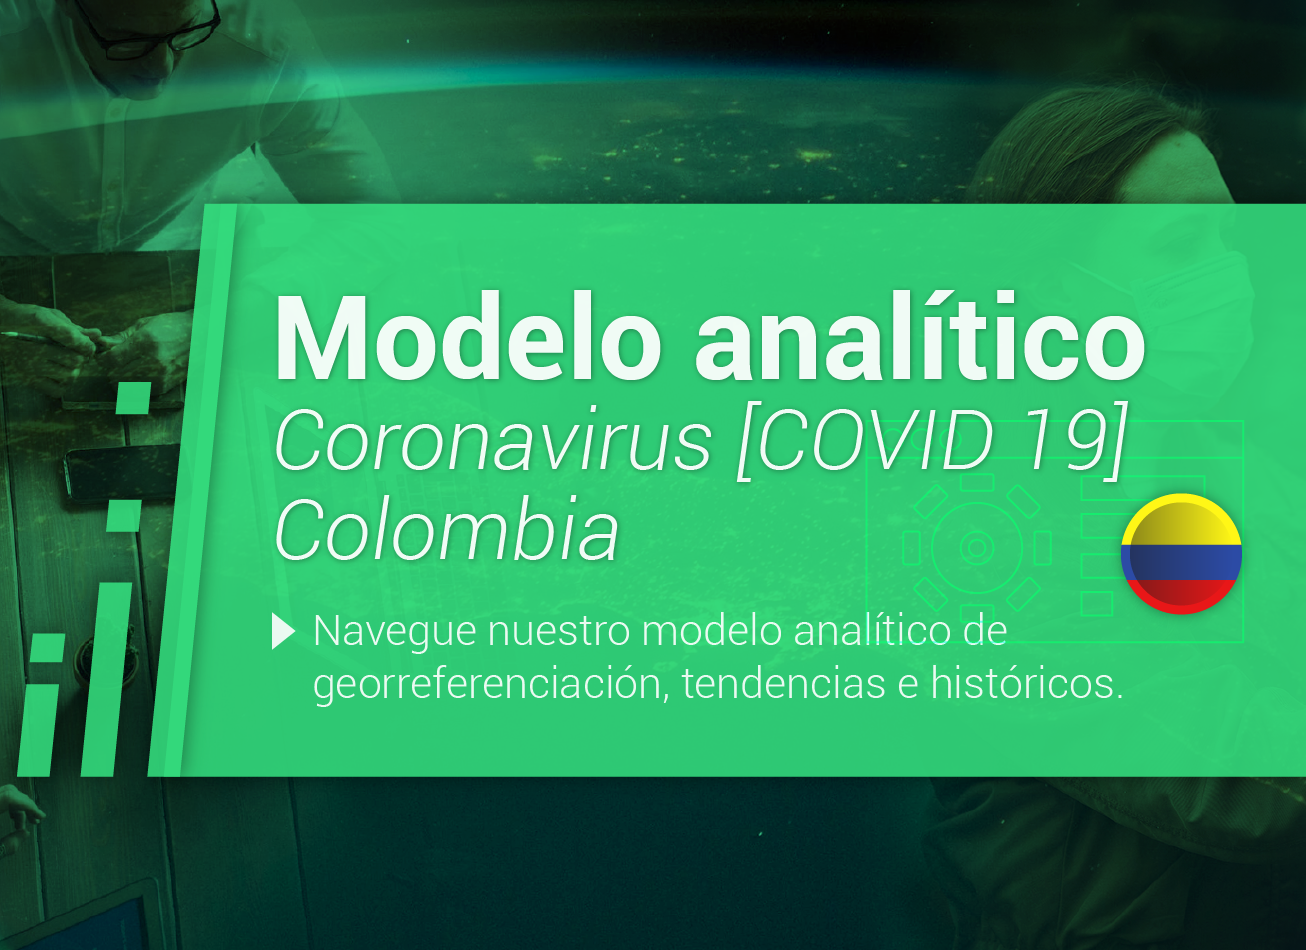 Modelo analítico
Coronavirus [COVID 19]
Colombia
Navegue nuestro modelo analítico de
georreferenciación, tendencias e históricos.